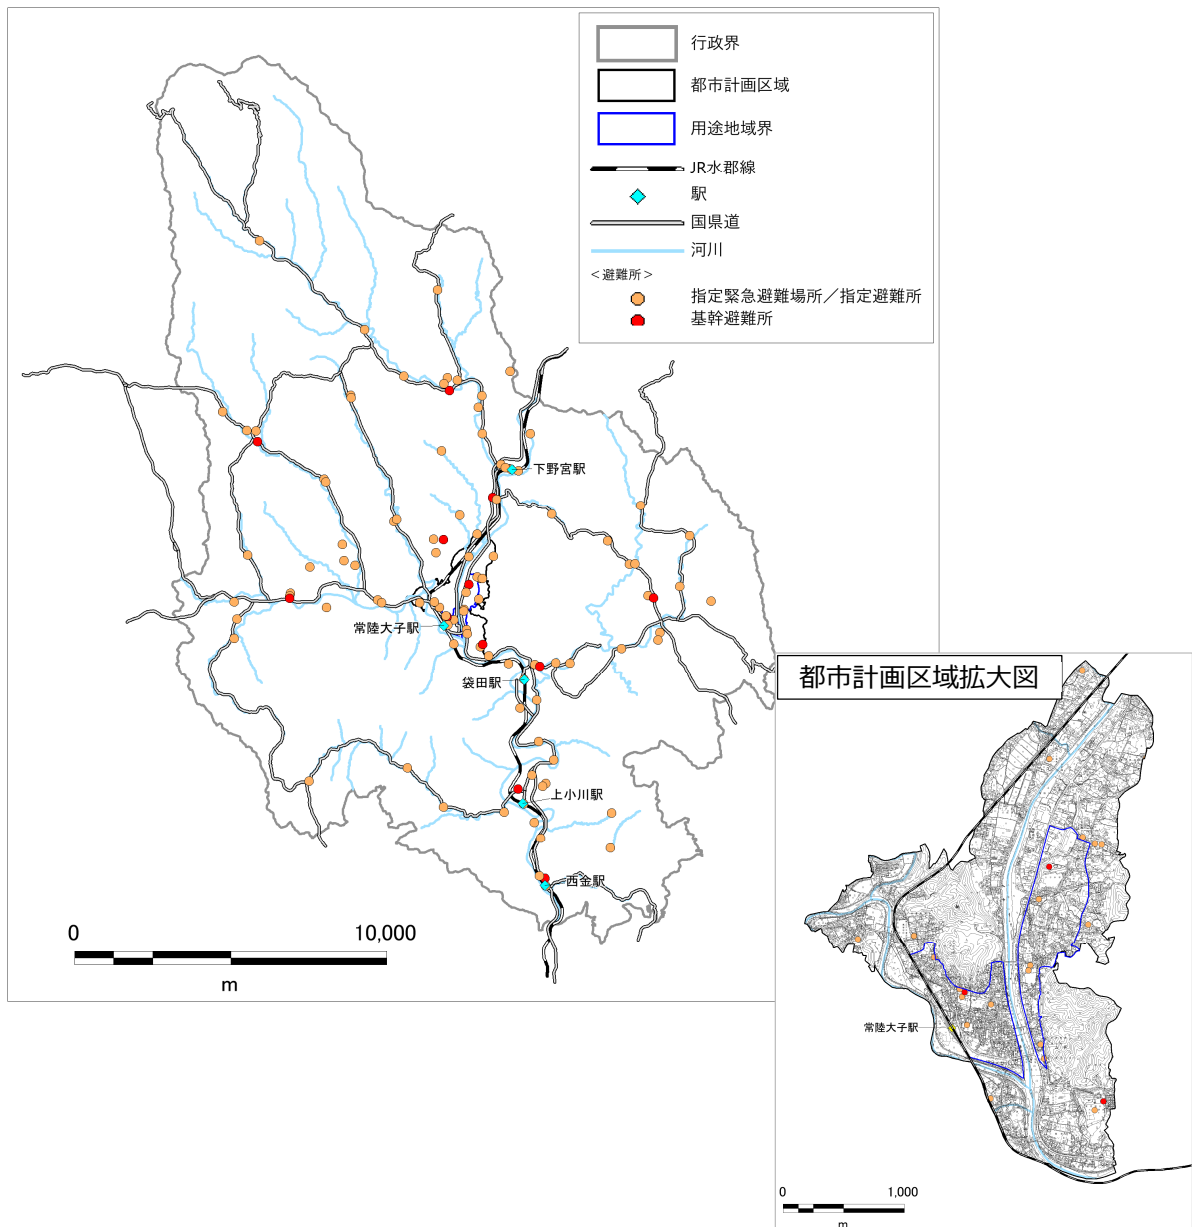 行政界
都市計画区域
用途地域界
JR水郡線
駅
国県道
河川
<避難所>
指定緊急避難場所／指定避難所
基幹避難所
下野宮駅
常陸大子駅
袋田駅
上小川駅
西金駅
0 10,000
m
都市計画区域拡大図
常陸大子駅
0 1,000
m